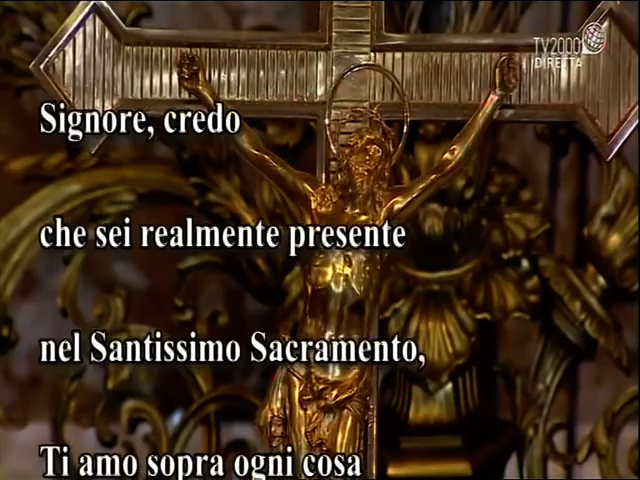 TV2000
DIRETTA
Signore, credo
che sei realmente presente
nel Santissimo Sacramento,
Ti amo sopra ogni cosa